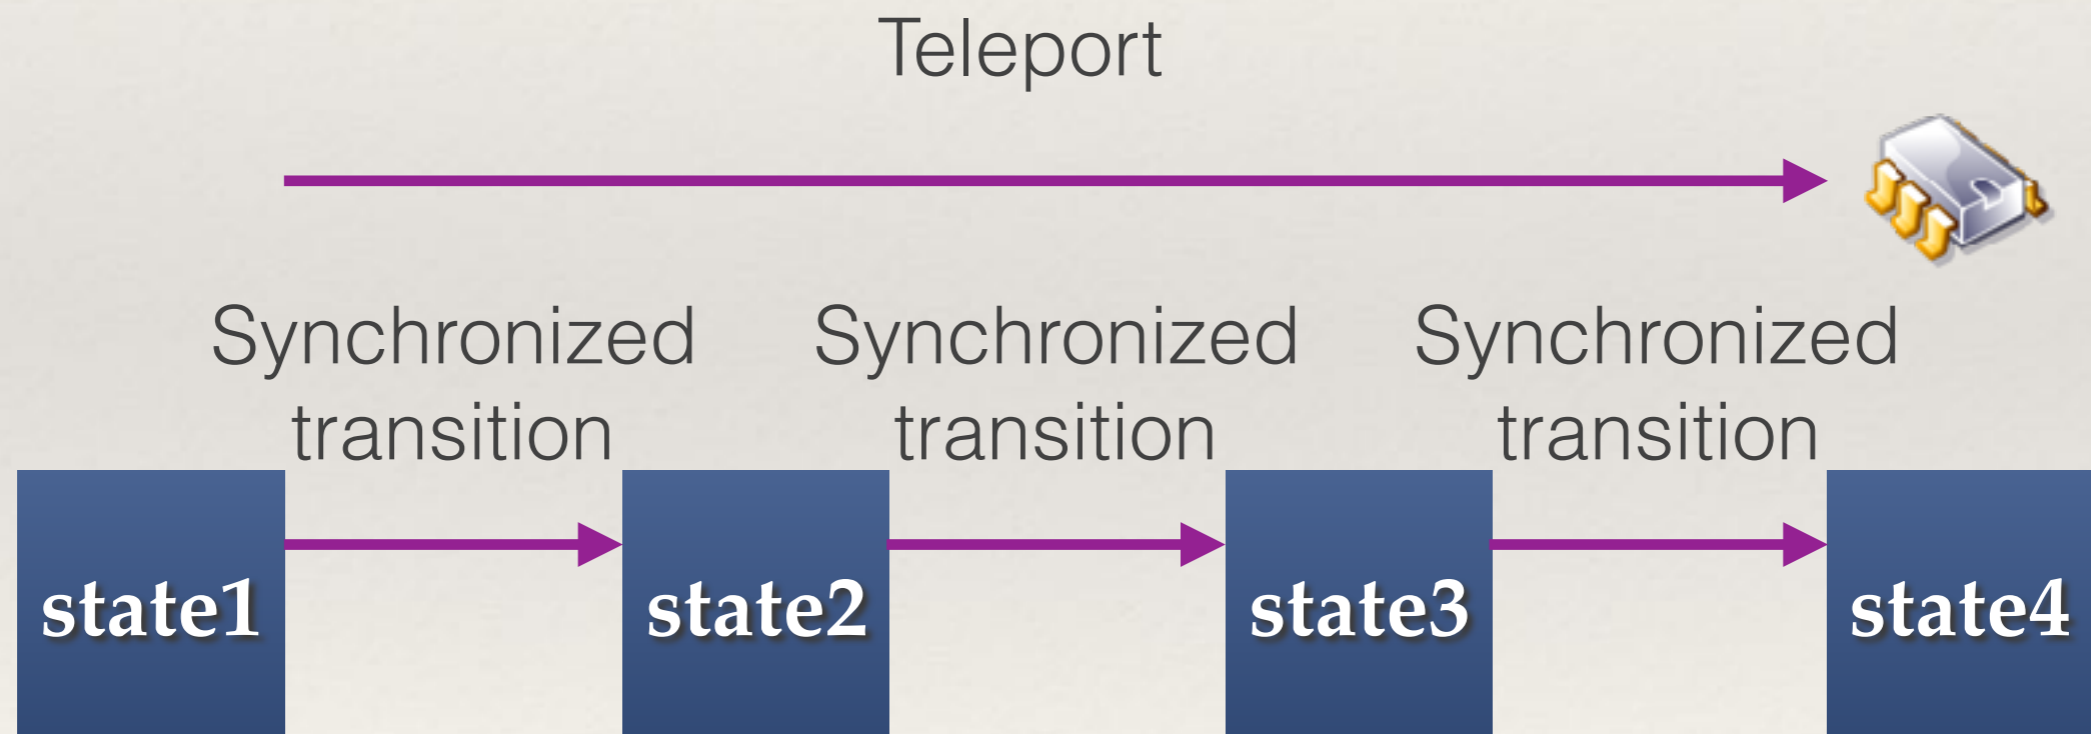 Teleport
Synchronized transition
Synchronized transition
Synchronized transition
state1
state2
state3
state4